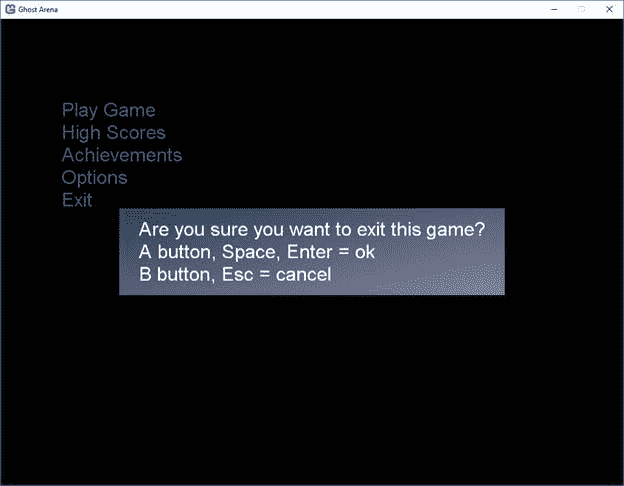 Ghost Arena
Play Game
High Scores
Achievements
Options
Exit
Are you sure you want to exit this game?
A button, Space, Enter = ok
B button, Esc = cancel